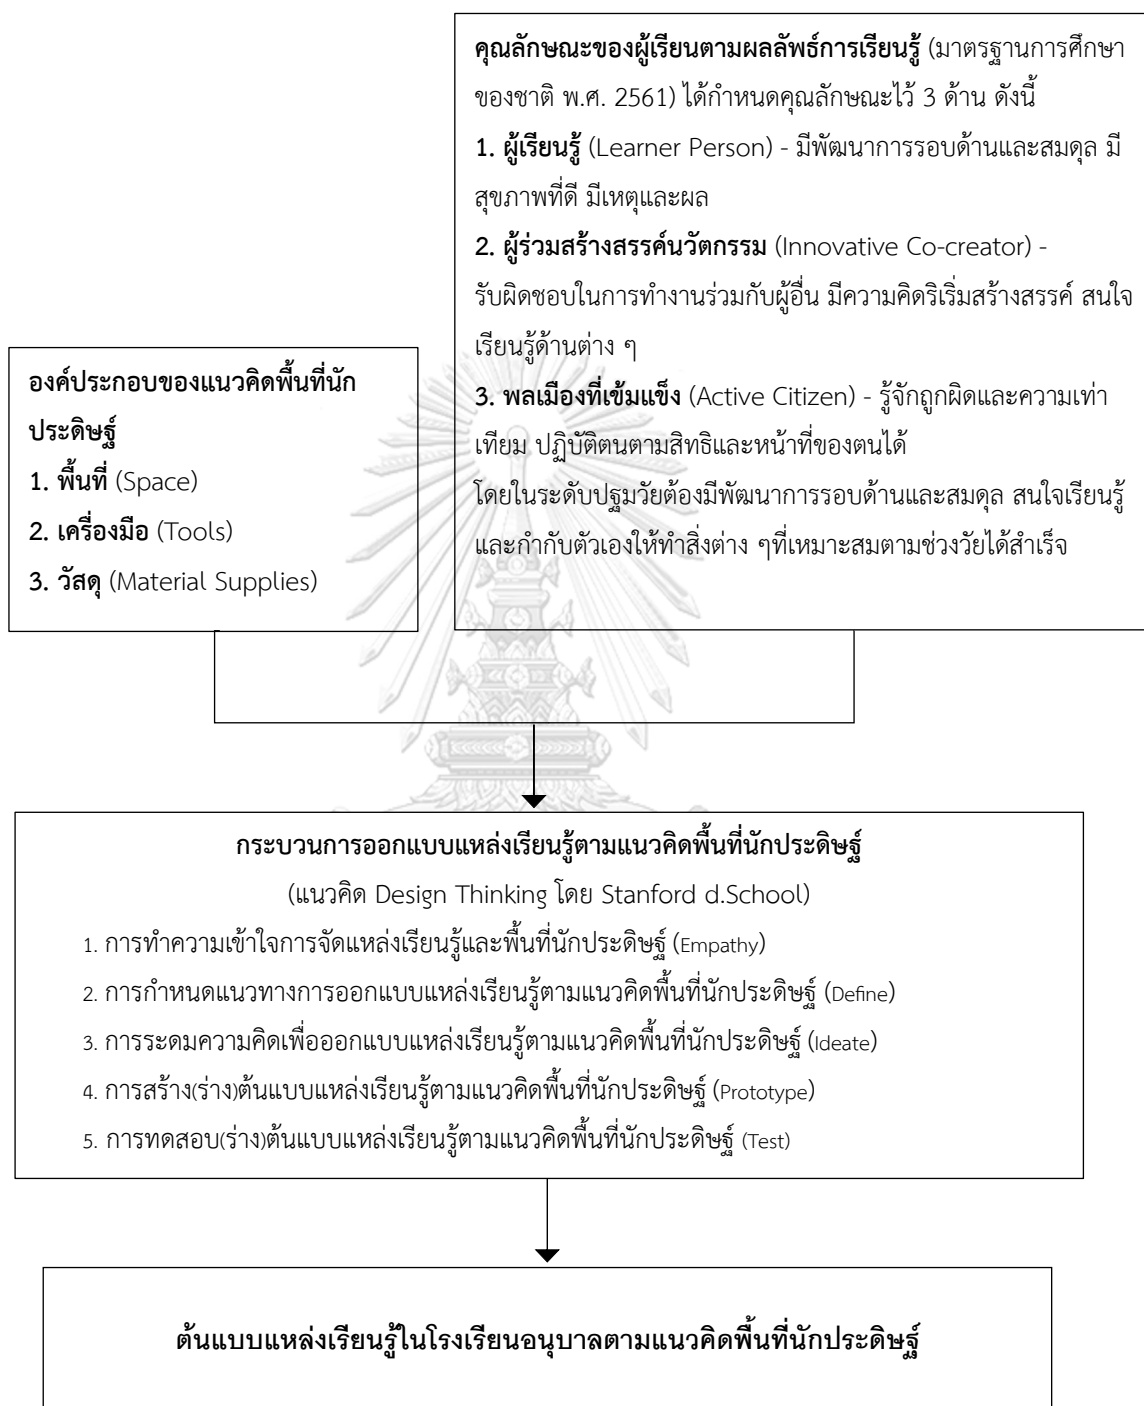 คุณลักษณะของผู้เรียนตามผลลัพธ์การเรียนรู้ (มาตรฐานการศึกษา
ของชาติ พ.ศ. 2561) ได้กำหนดคุณลักษณะไว้ 3 ด้าน ดังนี้
1. ผู้เรียนรู้ (Learner Person) - มีพัฒนาการรอบด้านและสมดุล มี
สุขภาพที่ดี มีเหตุและผล
2. ผู้ร่วมสร้างสรรค์นวัตกรรม (Innovative Co-creator) -
รับผิดชอบในการทำงานร่วมกับผู้อื่น มีความคิดริเริ่มสร้างสรรค์ สนใจ
เรียนรู้ด้านต่าง ๆ
3. พลเมืองที่เข้มแข็ง (Active Citizen) - รู้จักถูกผิดและความเท่า
เทียม ปฏิบัติตนตามสิทธิและหน้าที่ของตนได้
โดยในระดับปฐมวัยต้องมีพัฒนาการรอบด้านและสมดุล สนใจเรียนรู้
และกำกับตัวเองให้ทำสิ่งต่าง ๆที่เหมาะสมตามช่วงวัยได้สำเร็จ
องค์ประกอบของแนวคิดพื้นที่นัก
ประดิษฐ์
1. พื้นที่ (Space)
2. เครื่องมือ (Tools)
3. วัสดุ (Material Supplies)
กระบวนการออกแบบแหล่งเรียนรู้ตามแนวคิดพื้นที่นักประดิษฐ์
(แนวคิด Design Thinking โดย Stanford d.School)
1. การทำความเข้าใจการจัดแหล่งเรียนรู้และพื้นที่นักประดิษฐ์ (Empathy)
2. การกำหนดแนวทางการออกแบบแหล่งเรียนรู้ตามแนวคิดพื้นที่นักประดิษฐ์ (Define)
3. การระดมความคิดเพื่อออกแบบแหล่งเรียนรู้ตามแนวคิดพื้นที่นักประดิษฐ์ (Ideate)
4. การสร้าง(ร่าง)ต้นแบบแหล่งเรียนรู้ตามแนวคิดพื้นที่นักประดิษฐ์ (Prototype)
5. การทดสอบ(ร่าง)ต้นแบบแหล่งเรียนรู้ตามแนวคิดพื้นที่นักประดิษฐ์ (Test)
ต้นแบบแหล่งเรียนรู้ในโรงเรียนอนุบาลตามแนวคิดพื้นที่นักประดิษฐ์